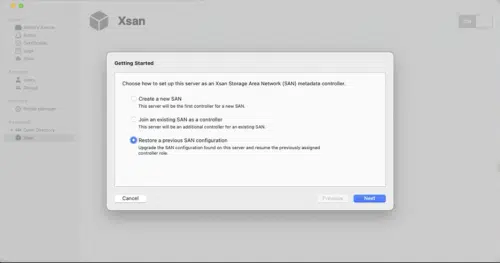 Xsan
Getting Started
Choose how to set up this server as an Xsan Storage Area Network (SAN) metadata controller.
Create a new SAN
This server will be the first controller for a new SAN.
Join an existing SAN as a controller
This server will be an additional controller for an existing SAN.
Restore a previous SAN configuration
Upgrade the SAN configuration found on this server and resume the previously assigned
controller role.
Cancel
Previous
Next
Users
Xsan